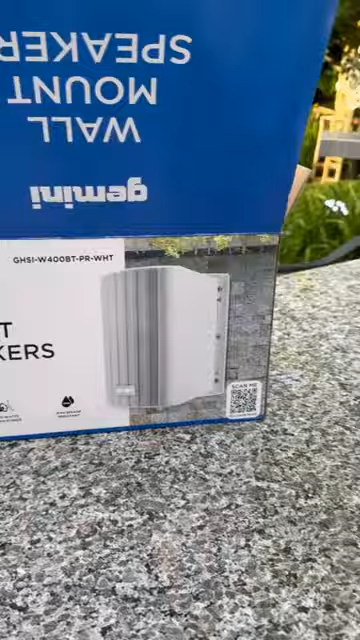 gemini
WALL
MOUNT
SPEAKER
GHSI-W400BT-PR-WHT
T
KERS
SCAN ME